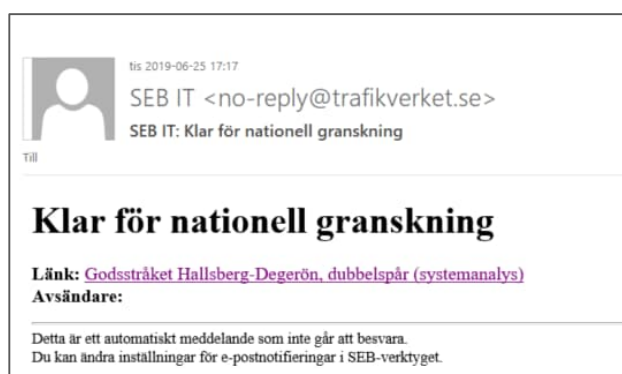 tis 2019-06-25 17:17
SEB IT <no-reply@trafikverket.se>
SEB IT: Klar för nationell granskning
Till
Klar för nationell granskning
Länk: Godsstråket Hallsberg-Degerön, dubbelspår (systemanalys)
Avsändare:
Detta är ett automatiskt meddelande som inte går att besvara.
Du kan ändra inställningar för e-postnotifieringar i SEB-verktyget.